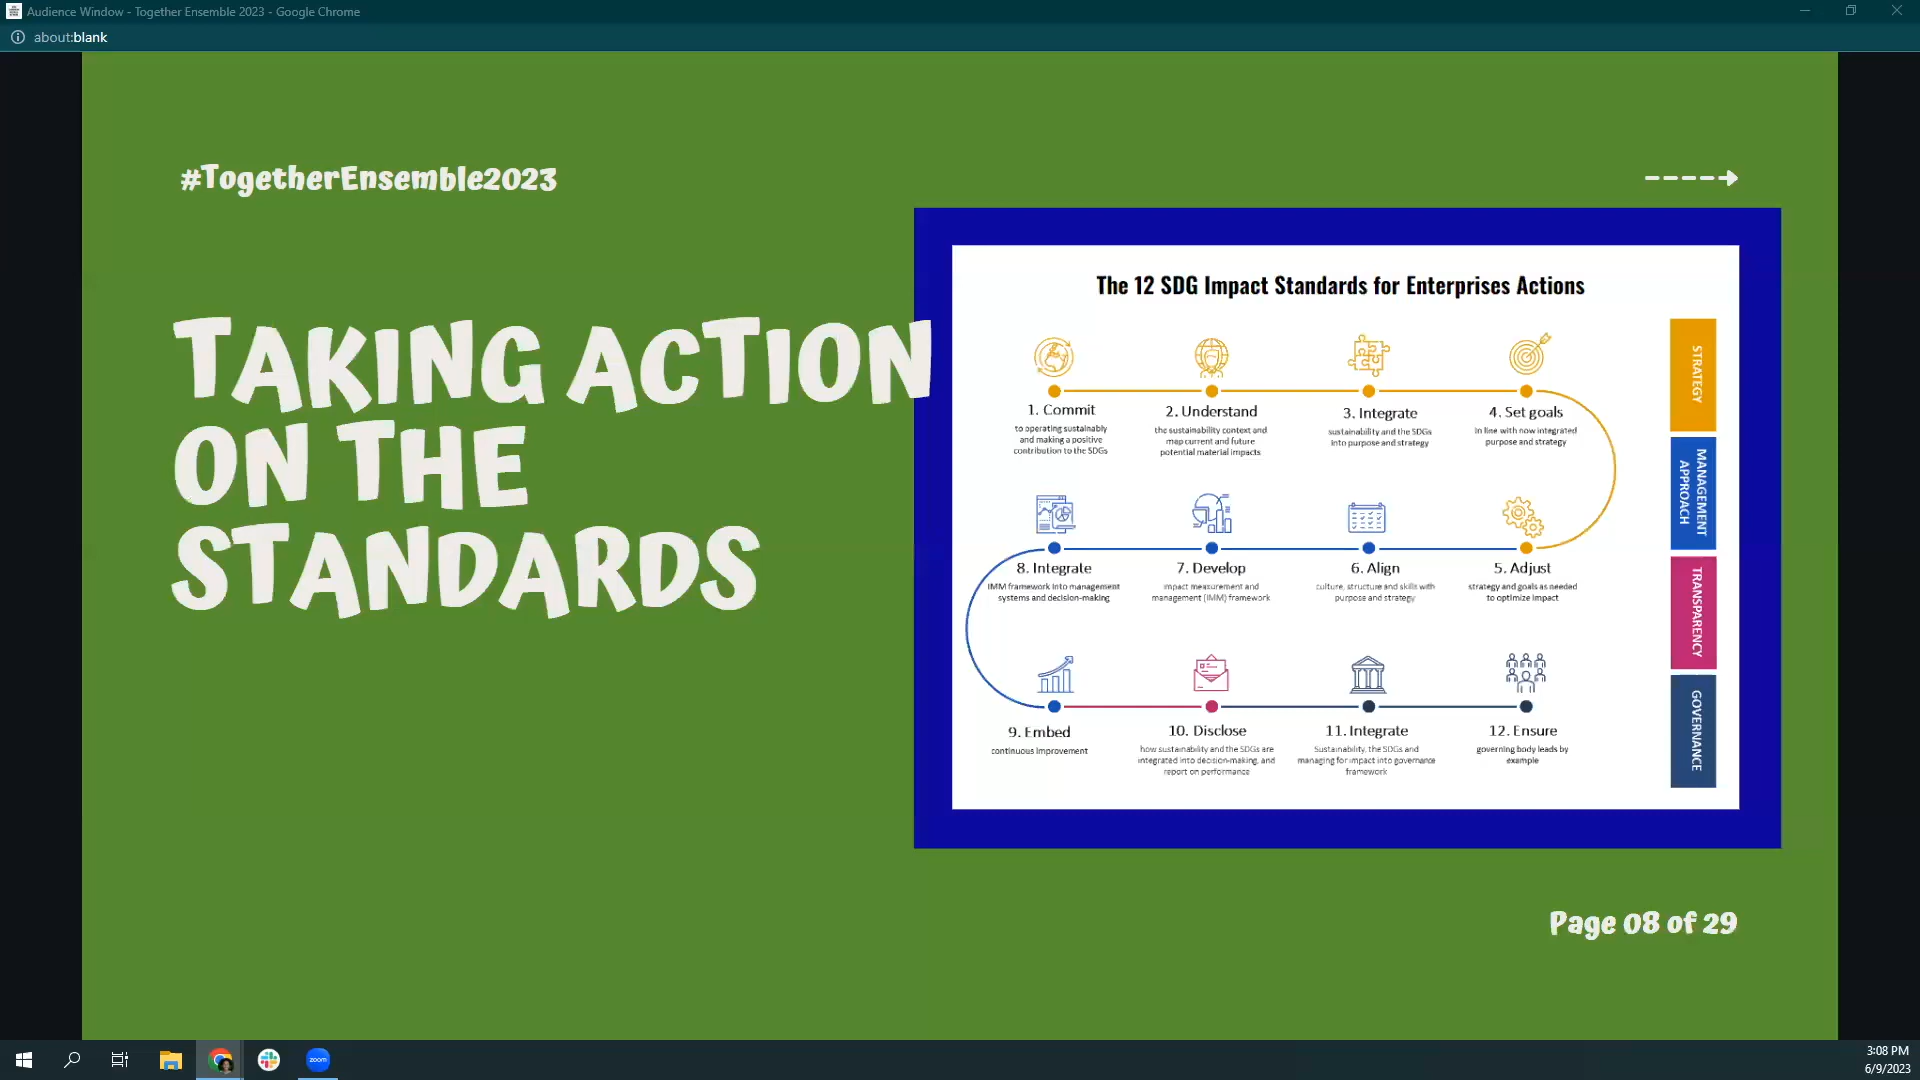 Audience Window - Together Ensemble 2023 - Google Chrome
about:blank
#TogetherEnsemble2023
TAKING ACTION
ON THE
STANDARDS
The 12 SDG Impact Standards for Enterprises Actions
1. Commit
to operating sustainably
and making a positive
contribution to the SDGs
2. Understand
the sustainability context and
map current and future
potential material impacts
3. Integrate
sustainability and the SDGs
into purpose and strategy
4. Set goals
in line with now integrated
purpose and strategy
8. Integrate
IMM framework into management
systems and decision-making
7. Develop
impact measurement and
management (IMM) framework
6. Align
culture, structure and skills with
purpose and strategy
5. Adjust
strategy and goals as needed
to optimize impact
9. Embed
continuous improvement
10. Disclose
how sustainability and the SDGs are
integrated into decision-making, and
report on performance
11. Integrate
Sustainability, the SDGs and
managing for impact into governance
framework
12. Ensure
governing body leads by
example
STRATEGY
MANAGEMENT
APPROACH
TRANSPARENCY
GOVERNANCE
Page 08 of 29
zoom
3:08 PM
6/9/2023